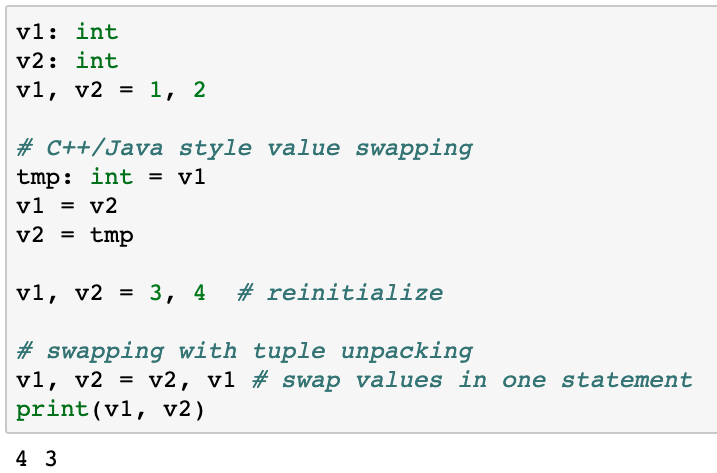 v1: int
v2: int
v1, v2 = 1, 2
# C++/Java style value swapping
tmp: int = v1
v1 = v2
v2 = tmp
v1, v2 = 3, 4  # reinitialize
# swapping with tuple unpacking
v1, v2 = v2, v1 # swap values in one statement
print(v1, v2)
4 3